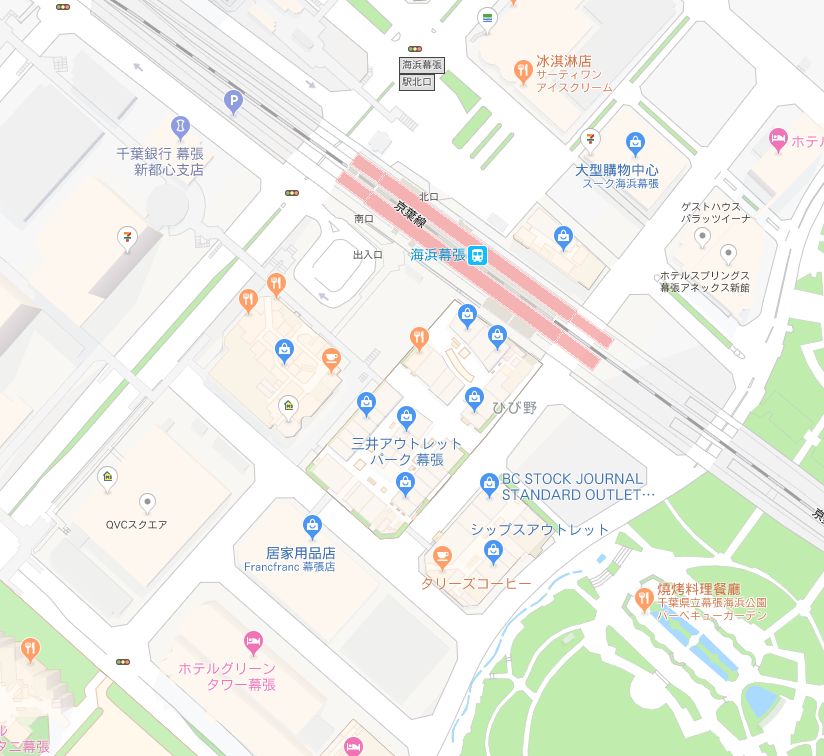 海浜幕張
駅北口
冰淇淋店
サーティワン
アイスクリーム
P
千葉銀行 幕張
新都心支店
大型購物中心
スーク海浜幕張
ホテル
北口
京葉線
南口
出入口
海浜幕張
ゲストハウス
パラッツイーナ
ホテルスプリングス
幕張アネックス新館
ひび野
三井アウトレット
パーク 幕張
BC STOCK JOURNAL
STANDARD OUTLET…
QVCスクエア
シップスアウトレット
居家用品店
Francfranc 幕張店
タリーズコーヒー
燒烤料理餐廳
千葉県立幕張海浜公園
バーベキューガーデン
ホテルグリーン
タワー幕張
ル
タニ幕張
京